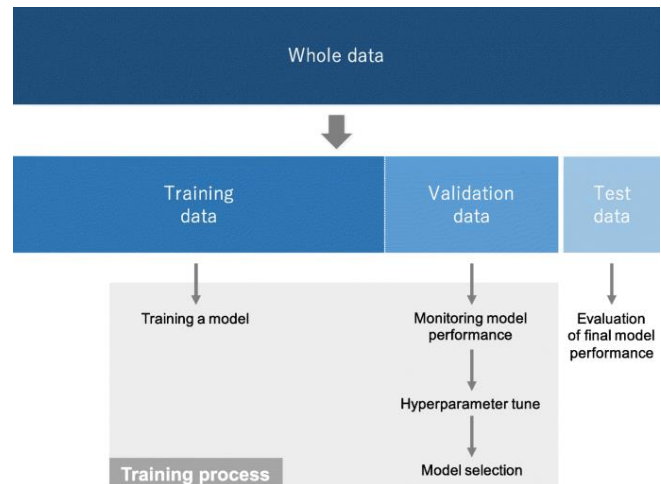 Whole data
Training
data
Validation
data
Test
data
Training a model
Monitoring model
performance
Evaluation
of final model
performance
Hyperparameter tune
Model selection
Training process